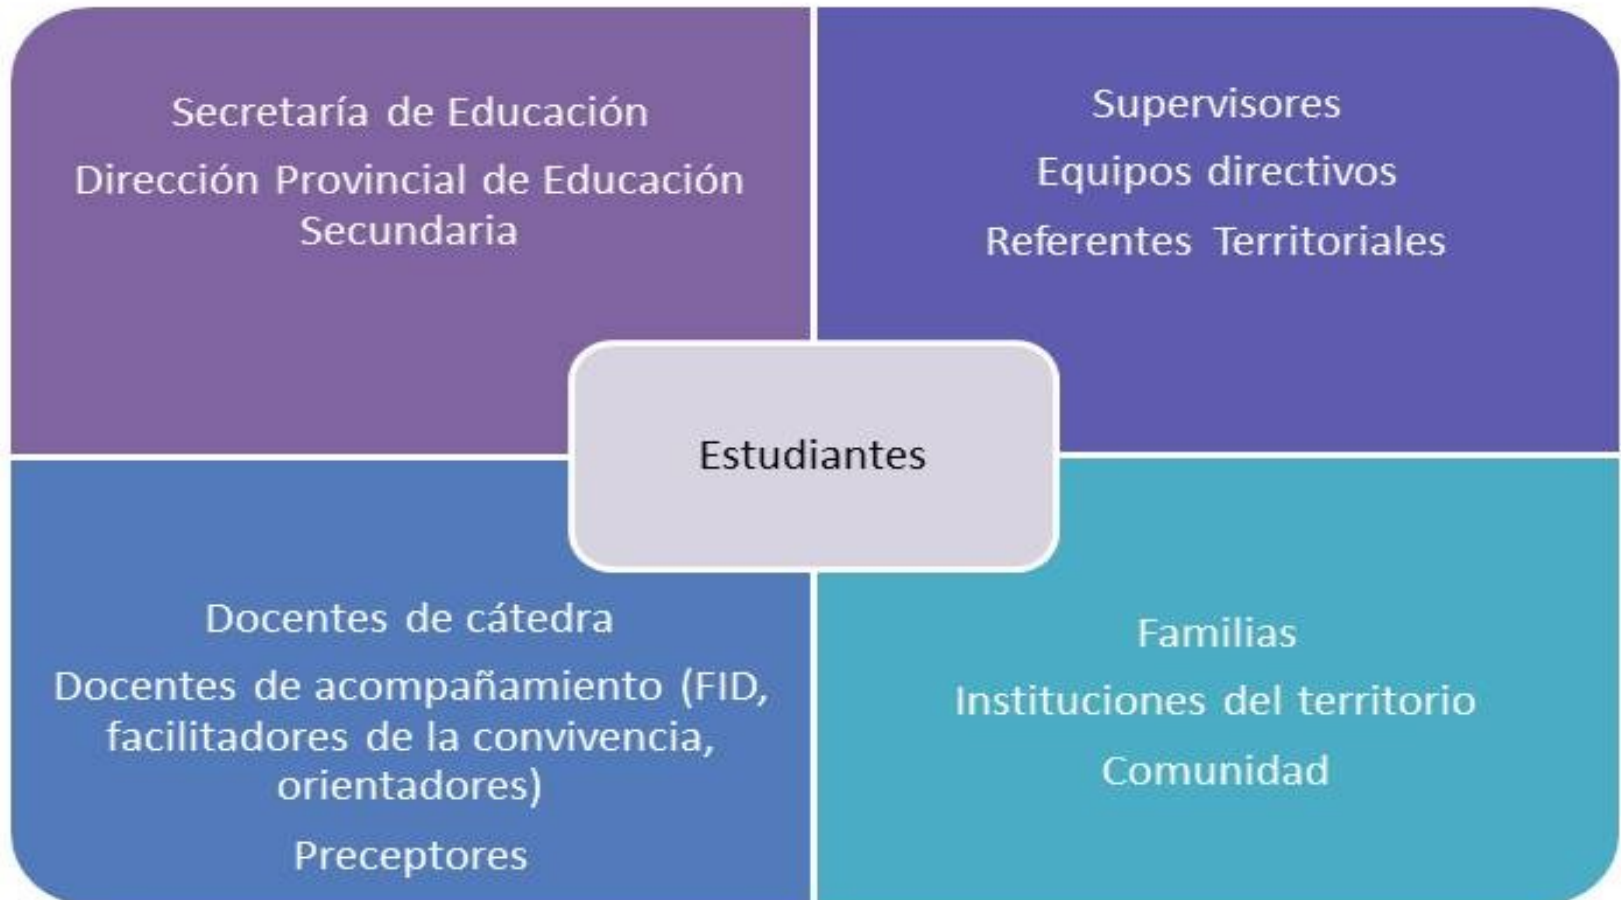 Secretaría de Educación
Dirección Provincial de Educación
Secundaria
Supervisores
Equipos directivos
Referentes Territoriales
Estudiantes
Docentes de cátedra
Docentes de acompañamiento (FID,
facilitadores de la convivencia,
orientadores)
Preceptores
Familias
Instituciones del territorio
Comunidad